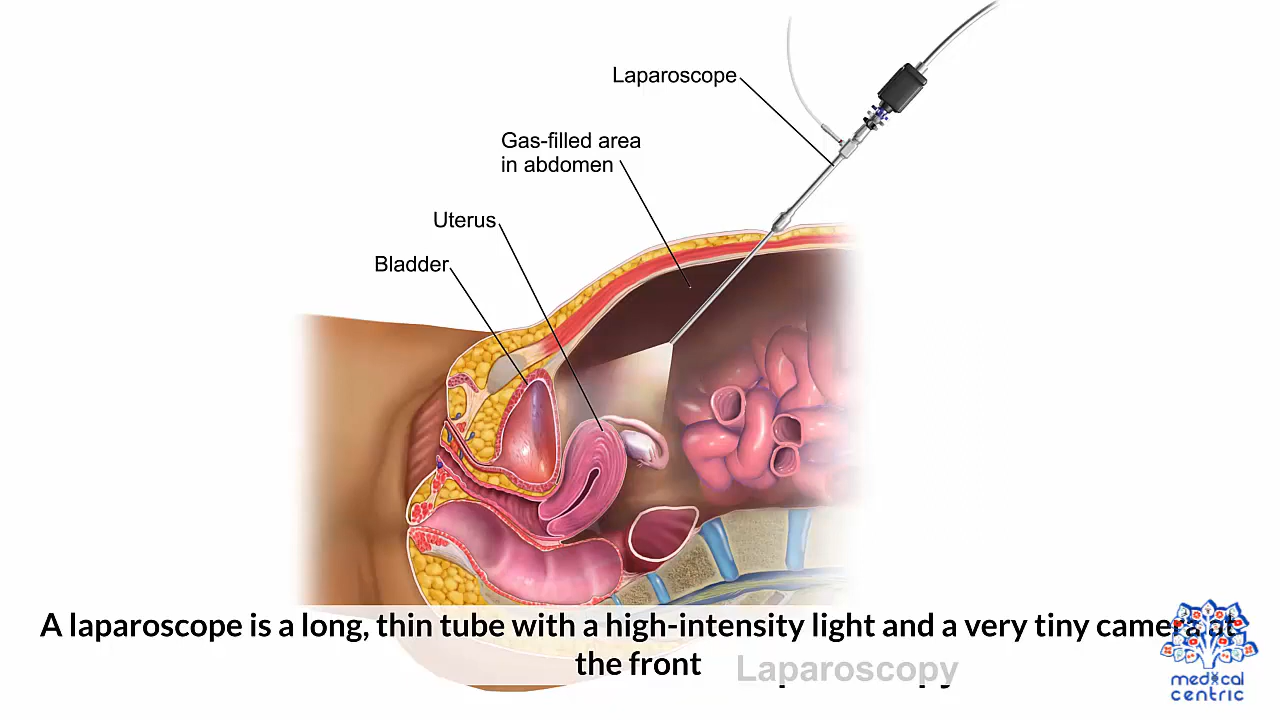 Laparoscope
Gas-filled area
in abdomen
Uterus
Bladder
A laparoscope is a long, thin tube with a high-intensity light and a very tiny camera at
the front
Laparoscopy
medical
centric